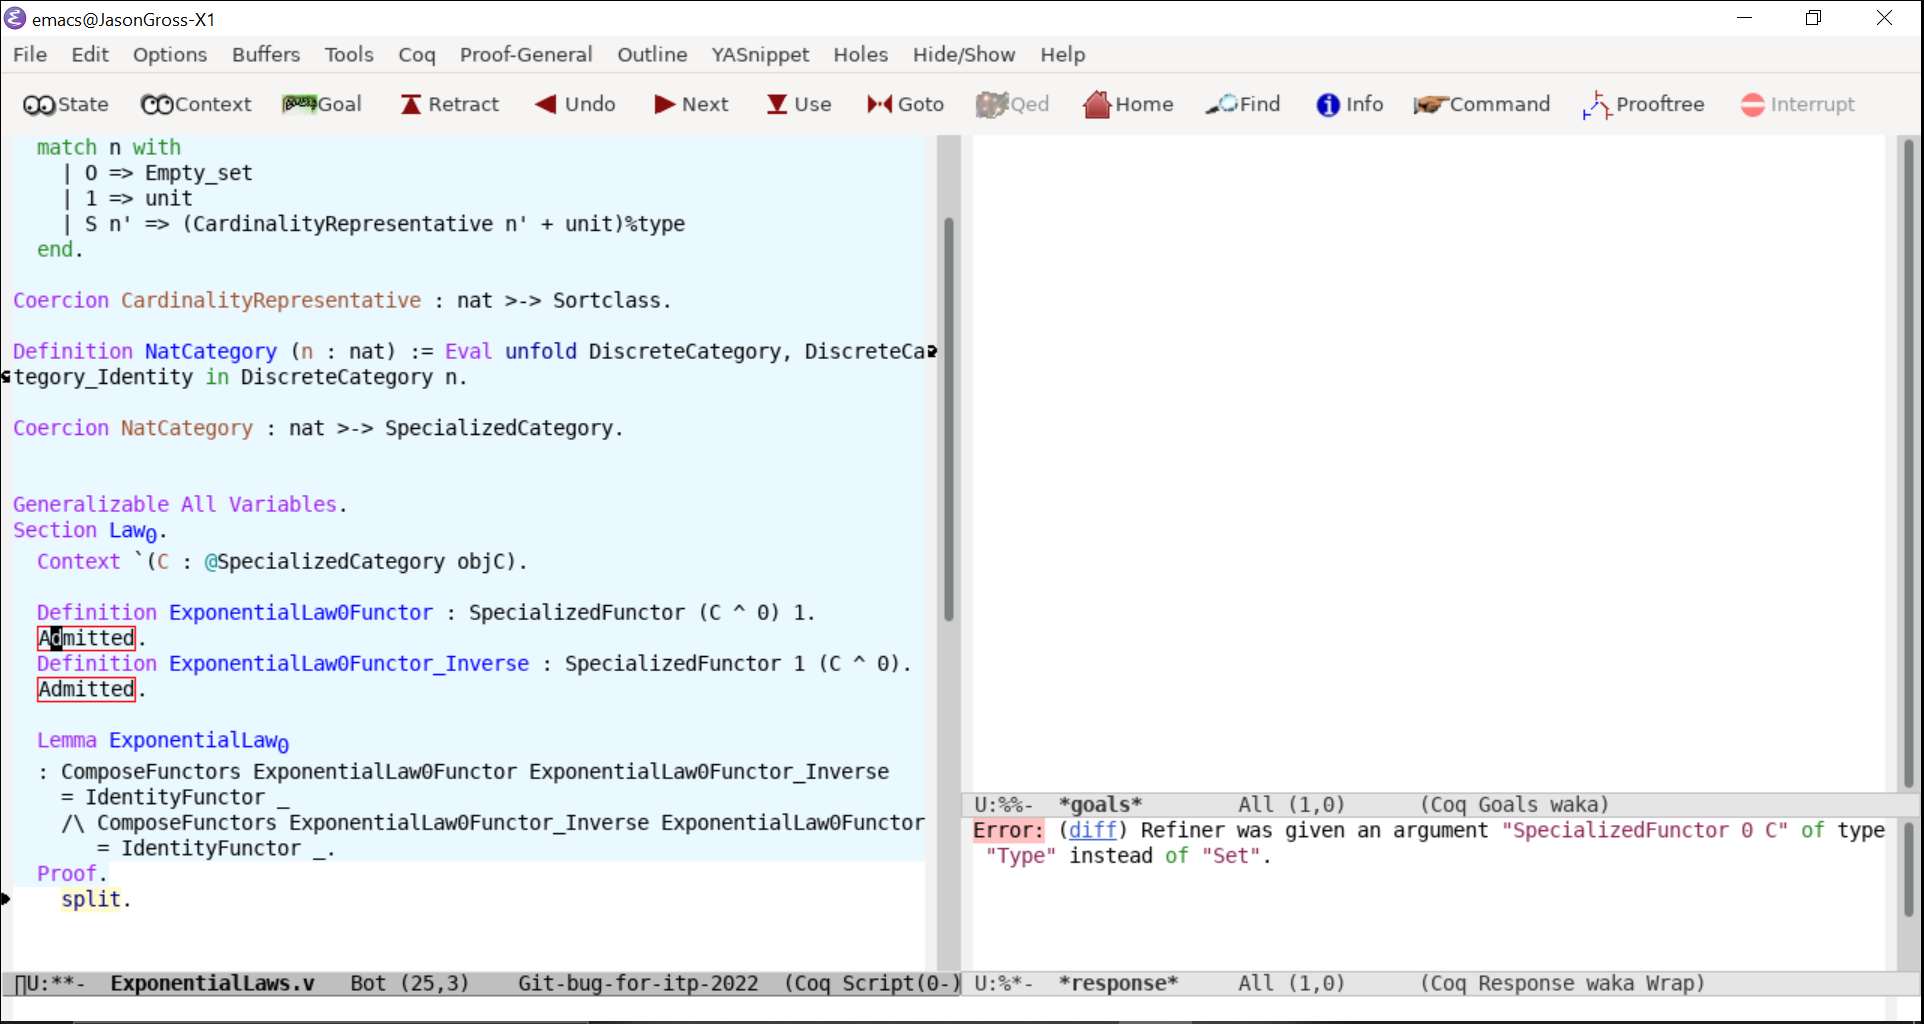 emacs@JasonGross-X1
File Edit Options Buffers Tools Coq Proof-General Outline YASnippet Holes Hide/Show Help
State Context Goal Retract Undo Next Use Goto Qed Home Find Info Command Prooftree Interrupt
match n with
| O => Empty_set
| 1 => unit
| S n' => (CardinalityRepresentative n' + unit)%type
end.
Coercion CardinalityRepresentative : nat >-> Sortclass.
Definition NatCategory (n : nat) := Eval unfold DiscreteCategory, DiscreteCa
tegory_Identity in DiscreteCategory n.
Coercion NatCategory : nat >-> SpecializedCategory.
Generalizable All Variables.
Section Law0.
Context `(C : @SpecializedCategory objC).
Definition ExponentialLaw0Functor : SpecializedFunctor (C ^ 0) 1.
Admitted.
Definition ExponentialLaw0Functor_Inverse : SpecializedFunctor 1 (C ^ 0).
Admitted.
Lemma ExponentialLaw0
: ComposeFunctors ExponentialLaw0Functor ExponentialLaw0Functor_Inverse
= IdentityFunctor _
/\ ComposeFunctors ExponentialLaw0Functor_Inverse ExponentialLaw0Functor
= IdentityFunctor _.
Proof.
split.
U:**- ExponentialLaws.v Bot (25,3) Git-bug-for-itp-2022 (Coq Script(0-)
U:%%- *goals* All (1,0) (Coq Goals waka)
Error: (diff) Refiner was given an argument "SpecializedFunctor 0 C" of type
"Type" instead of "Set".
U:%*- *response* All (1,0) (Coq Response waka Wrap)